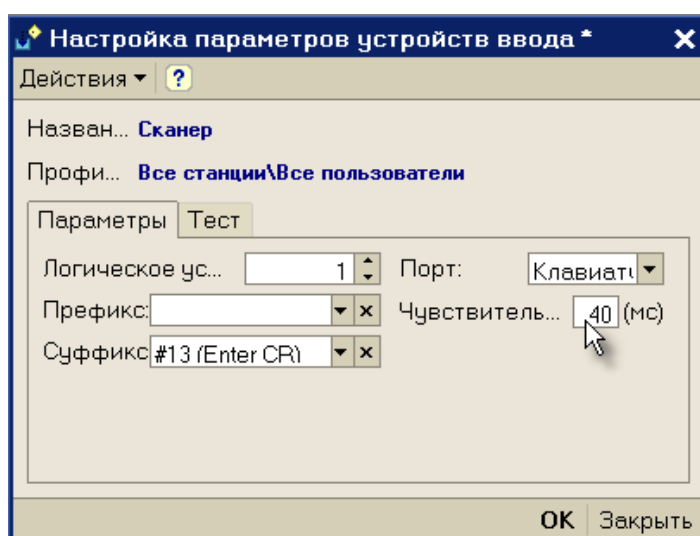 Настройка параметров устройств ввода *
Действия ?
Назван... Сканер
Профи... Все станции\Все пользователи
Параметры Тест
Логическое ус... 1 Порт: Клавиату
Префикс: Чувствитель... 40 (мс)
Суффикс #13 (Enter CR)
OK Закрыть